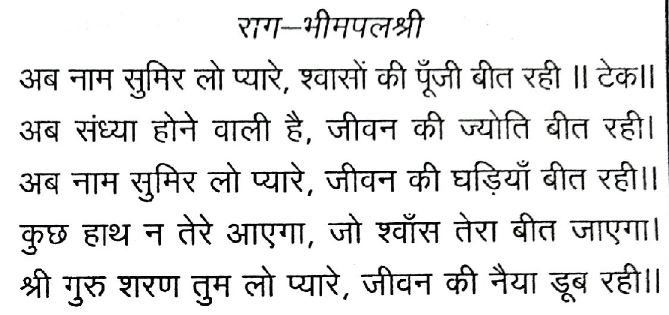 राग–भीमपलश्री
अब नाम सुमिर लो प्यारे, श्वासों की पूँजी बीत रही ॥ टेक॥
अब संध्या होने वाली है, जीवन की ज्योति बीत रही।
अब नाम सुमिर लो प्यारे, जीवन की घड़ियाँ बीत रही॥
कुछ हाथ न तेरे आएगा, जो श्वाँस तेरा बीत जाएगा।
श्री गुरु शरण तुम लो प्यारे, जीवन की नैया डूब रही॥